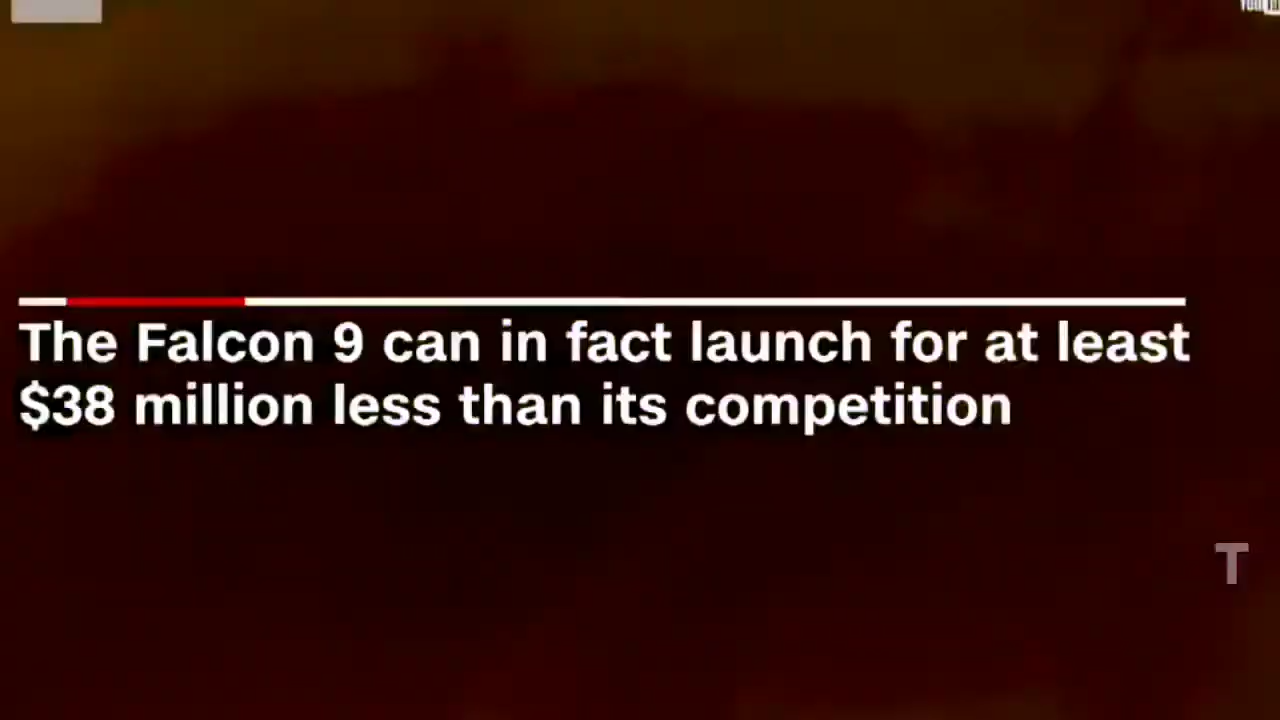 The Falcon 9 can in fact launch for at least
$38 million less than its competition
T